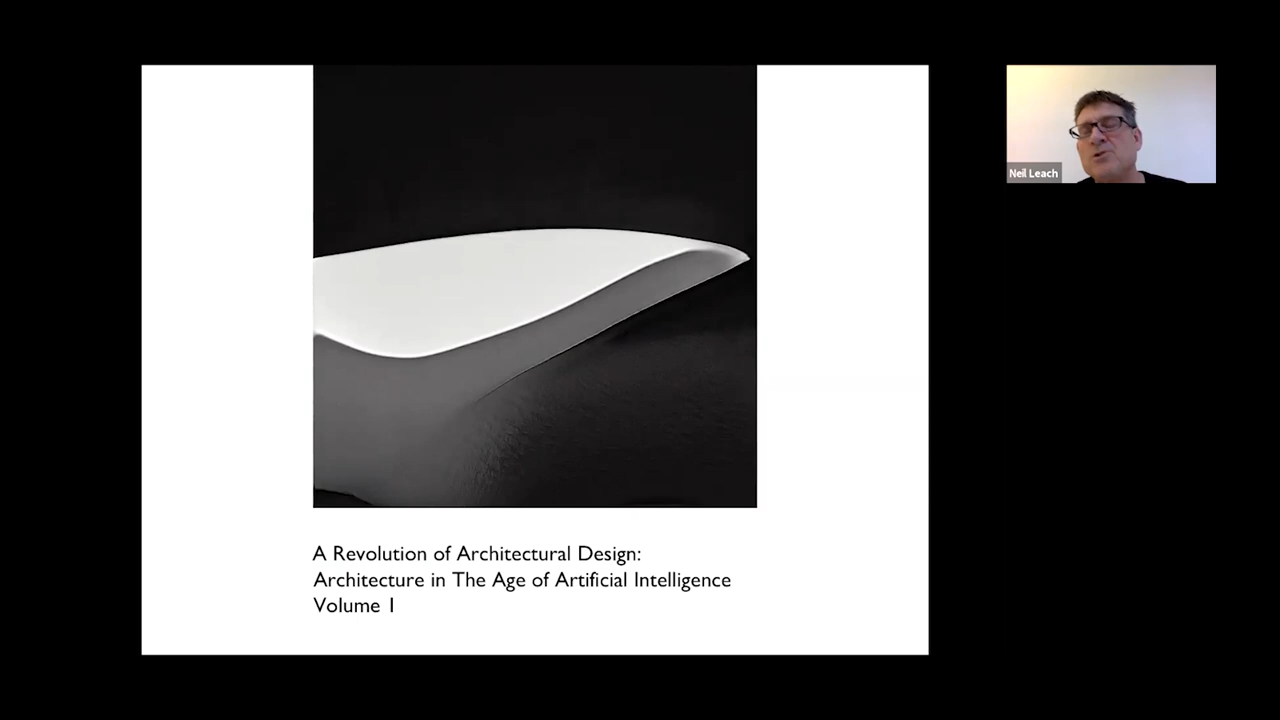 A Revolution of Architectural Design:
Architecture in The Age of Artificial Intelligence
Volume 1
Neil Leach